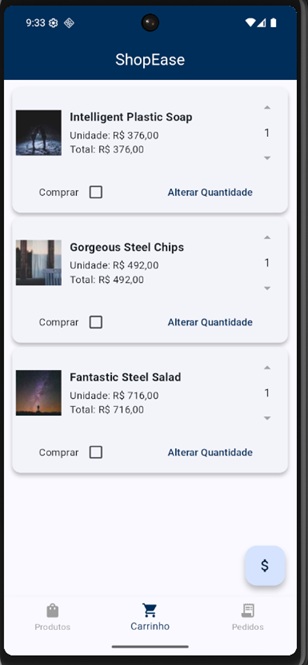 9:33
ShopEase
Intelligent Plastic Soap
Unidade: R$ 376,00
Total: R$ 376,00
1
Comprar
Alterar Quantidade
Gorgeous Steel Chips
Unidade: R$ 492,00
Total: R$ 492,00
1
Comprar
Alterar Quantidade
Fantastic Steel Salad
Unidade: R$ 716,00
Total: R$ 716,00
1
Comprar
Alterar Quantidade
$
Produtos
Carrinho
Pedidos